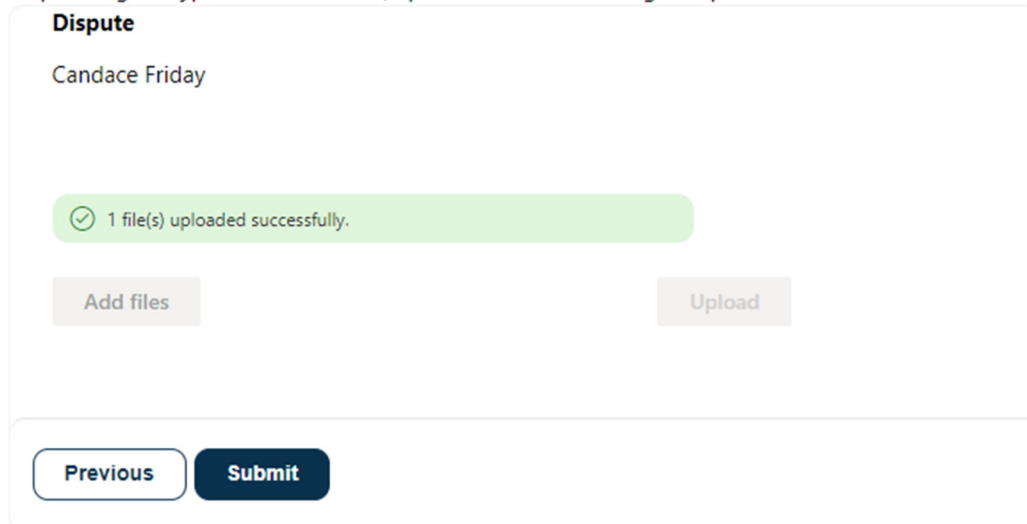 Dispute
Candace Friday
1 file(s) uploaded successfully.
Add files
Upload
Previous
Submit